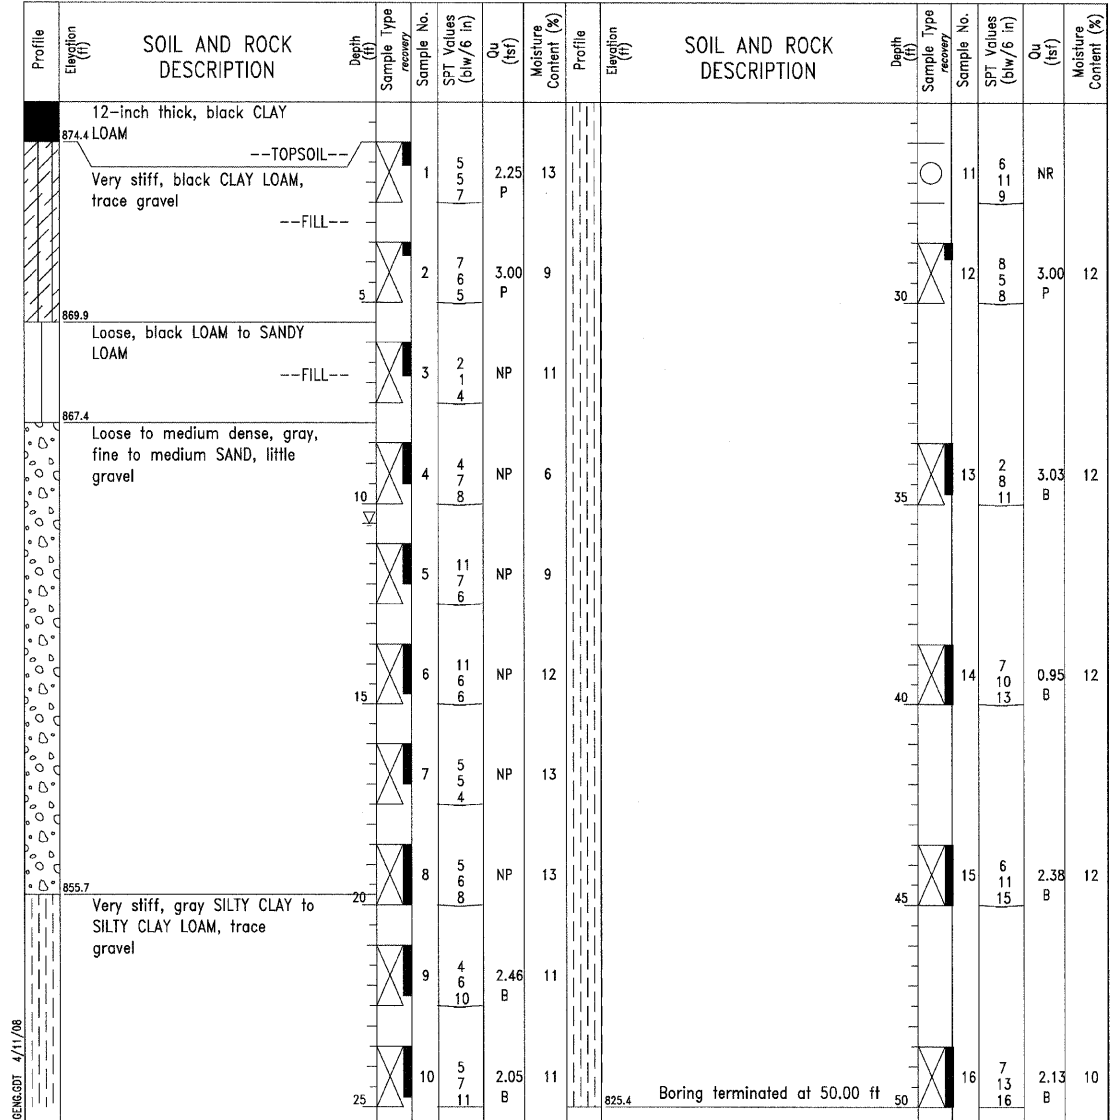 Profile
Elevation (ft)
SOIL AND ROCK
DESCRIPTION
Depth (ft)
Sample Type
recovery
Sample No.
SPT Values (blw/6 in)
Qu (tsf)
Moisture Content (%)
Profile
Elevation (ft)
SOIL AND ROCK
DESCRIPTION
Depth (ft)
Sample Type
recovery
Sample No.
SPT Values (blw/6 in)
Qu (tsf)
Moisture Content (%)
12-inch thick, black CLAY
874.4 LOAM
--TOPSOIL--
Very stiff, black CLAY LOAM,
trace gravel
--FILL--
1
5
5
7
2.25
P
13
5
2
7
6
5
3.00
P
9
869.9
Loose, black LOAM to SANDY
LOAM
--FILL--
3
2
1
4
NP
11
867.4
Loose to medium dense, gray,
fine to medium SAND, little
gravel
10
4
4
7
8
NP
6
5
11
7
6
NP
9
15
6
11
6
6
NP
12
7
5
5
4
NP
13
20
8
5
6
8
NP
13
855.7
Very stiff, gray SILTY CLAY to
SILTY CLAY LOAM, trace
gravel
9
4
6
10
2.46
B
11
25
10
5
7
11
2.05
B
11
11
6
11
9
NR
30
12
8
5
8
3.00
P
12
35
13
2
8
11
3.03
B
12
40
14
7
10
13
0.95
B
12
45
15
6
11
15
2.38
B
12
Boring terminated at 50.00 ft
825.4
50
16
7
13
16
2.13
B
10
GENG.GDT 4/11/08